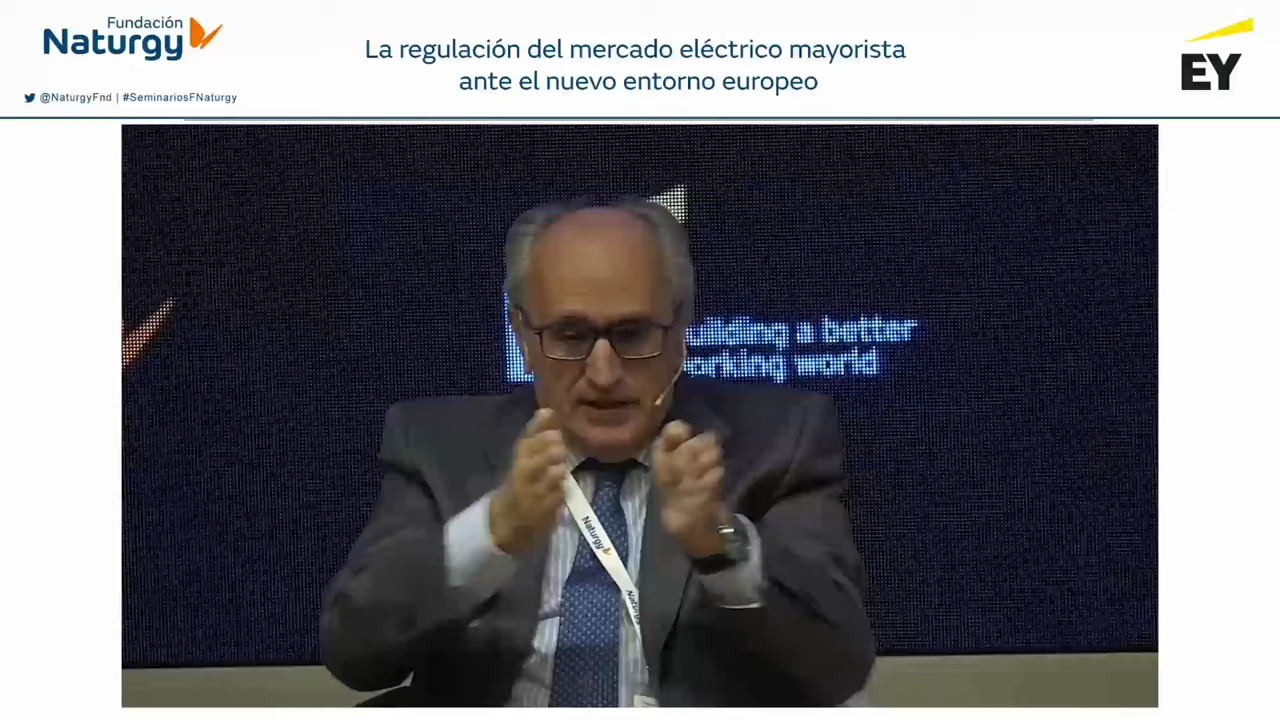 Fundación
Naturgy
La regulación del mercado eléctrico mayorista
ante el nuevo entorno europeo
EY
@NaturgyFnd | #SeminariosFNaturgy
uilding a better
orking world
Naturgy
Naturgy